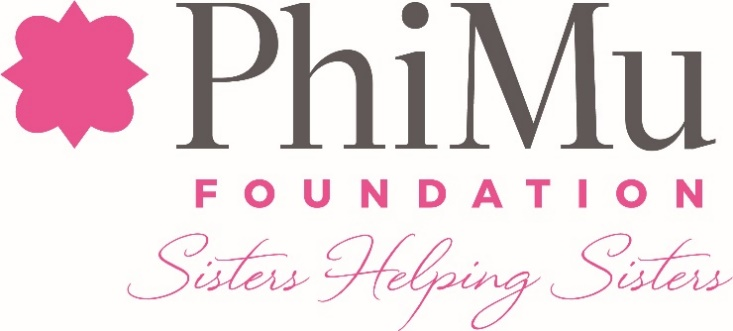 PhiMu
FOUNDATION
Sisters Helping Sisters